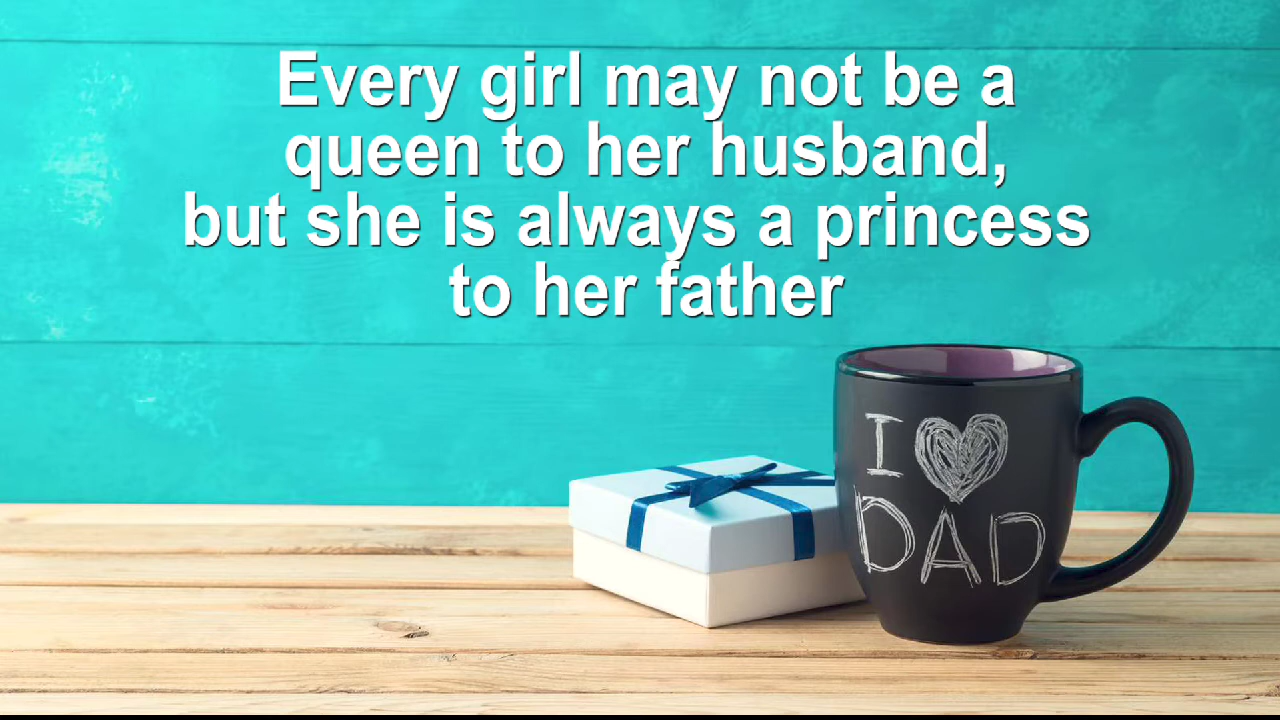 Every girl may not be a
queen to her husband,
but she is always a princess
to her father
I
DAD